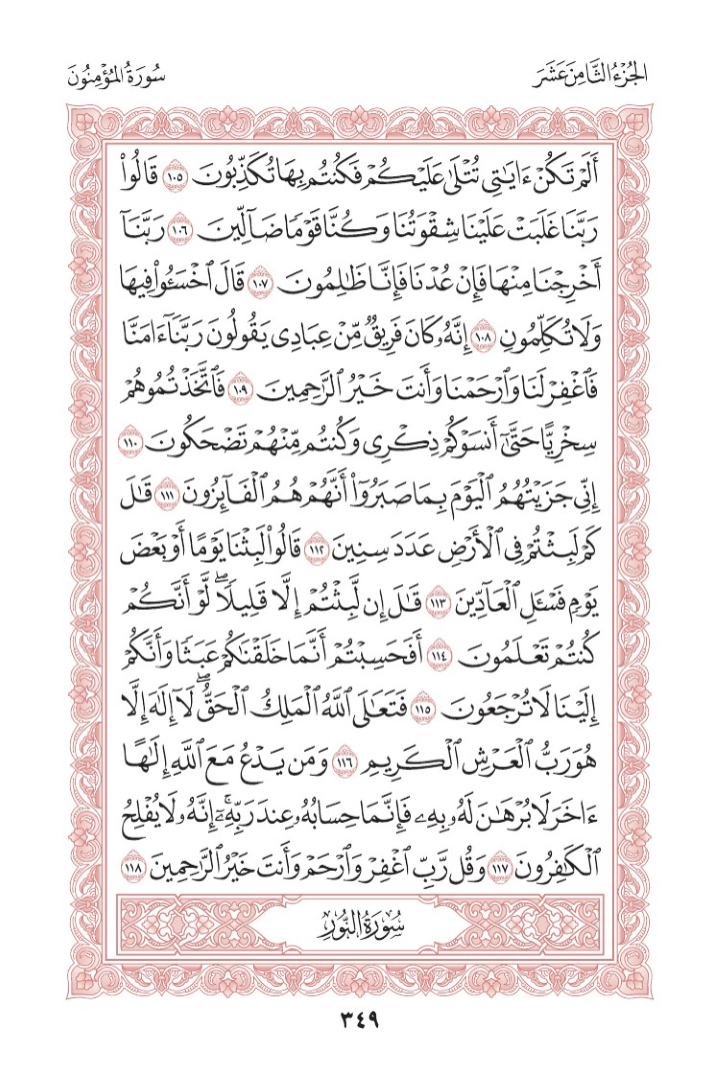 الجُزْءُ الثَّامِنَ عَشَرَ
سُورَةُ المُؤْمِنُونَ
أَلَمۡ تَكُنۡ ءَايَٰتِي تُتۡلَىٰ عَلَيۡكُمۡ فَكُنتُم بِهَا تُكَذِّبُونَ ١٠٥ قَالُواْ
رَبَّنَا غَلَبَتۡ عَلَيۡنَا شِقۡوَتُنَا وَكُنَّا قَوۡمٗا ضَآلِّينَ ١٠٦ رَبَّنَآ
أَخۡرِجۡنَا مِنۡهَا فَإِنۡ عُدۡنَا فَإِنَّا ظَٰلِمُونَ ١٠٧ قَالَ ٱخۡسَـُٔواْ فِيهَا
وَلَا تُكَلِّمُونِ ١٠٨ إِنَّهُۥ كَانَ فَرِيقٞ مِّنۡ عِبَادِي يَقُولُونَ رَبَّنَآ ءَامَنَّا
فَٱغۡفِرۡ لَنَا وَٱرۡحَمۡنَا وَأَنتَ خَيۡرُ ٱلرَّٰحِمِينَ ١٠٩ فَٱتَّخَذۡتُمُوهُمۡ
سِخۡرِيًّا حَتَّىٰٓ أَنسَوۡكُمۡ ذِكۡرِي وَكُنتُم مِّنۡهُمۡ تَضۡحَكُونَ ١١٠
إِنِّي جَزَيۡتُهُمُ ٱلۡيَوۡمَ بِمَا صَبَرُوٓاْ أَنَّهُمۡ هُمُ ٱلۡفَآئِزُونَ ١١١ قَٰلَ
كَمۡ لَبِثۡتُمۡ فِي ٱلۡأَرۡضِ عَدَدَ سِنِينَ ١١٢ قَالُواْ لَبِثۡنَا يَوۡمًا أَوۡ بَعۡضَ
يَوۡمٖ فَسۡـَٔلِ ٱلۡعَآدِّينَ ١١٣ قَٰلَ إِن لَّبِثۡتُمۡ إِلَّا قَلِيلٗاۖ لَّوۡ أَنَّكُمۡ
كُنتُمۡ تَعۡلَمُونَ ١١٤ أَفَحَسِبۡتُمۡ أَنَّمَا خَلَقۡنَٰكُمۡ عَبَثٗا وَأَنَّكُمۡ
إِلَيۡنَا لَا تُرۡجَعُونَ ١١٥ فَتَعَٰلَى ٱللَّهُ ٱلۡمَلِكُ ٱلۡحَقُّۖ لَآ إِلَٰهَ إِلَّا
هُوَ رَبُّ ٱلۡعَرۡشِ ٱلۡكَرِيمِ ١١٦ وَمَن يَدۡعُ مَعَ ٱللَّهِ إِلَٰهًا
ءَاخَرَ لَا بُرۡهَٰنَ لَهُۥ بِهِۦ فَإِنَّمَا حِسَابُهُۥ عِندَ رَبِّهِۦٓۚ إِنَّهُۥ لَا يُفۡلِحُ
ٱلۡكَٰفِرُونَ ١١٧ وَقُل رَّبِّ ٱغۡفِرۡ وَٱرۡحَمۡ وَأَنتَ خَيۡرُ ٱلرَّٰحِمِينَ ١١٨
سُورَةُ النُّورِ
٣٤٩